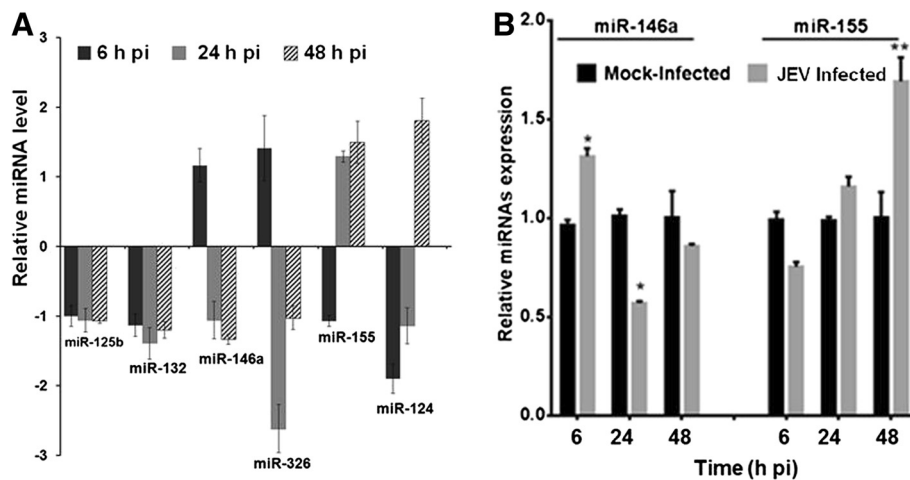 A
3
2
1
0
-1
-2
-3
Relative miRNA level
6 h pi 24 h pi 48 h pi
miR-125b
miR-132
miR-146a
miR-326
miR-155
miR-124
B
miR-146a miR-155
Mock-Infected JEV Infected
2.0
1.5
1.0
0.5
0.0
Relative miRNAs expression
*
*
**
6 24 48 6 24 48
Time (h pi)